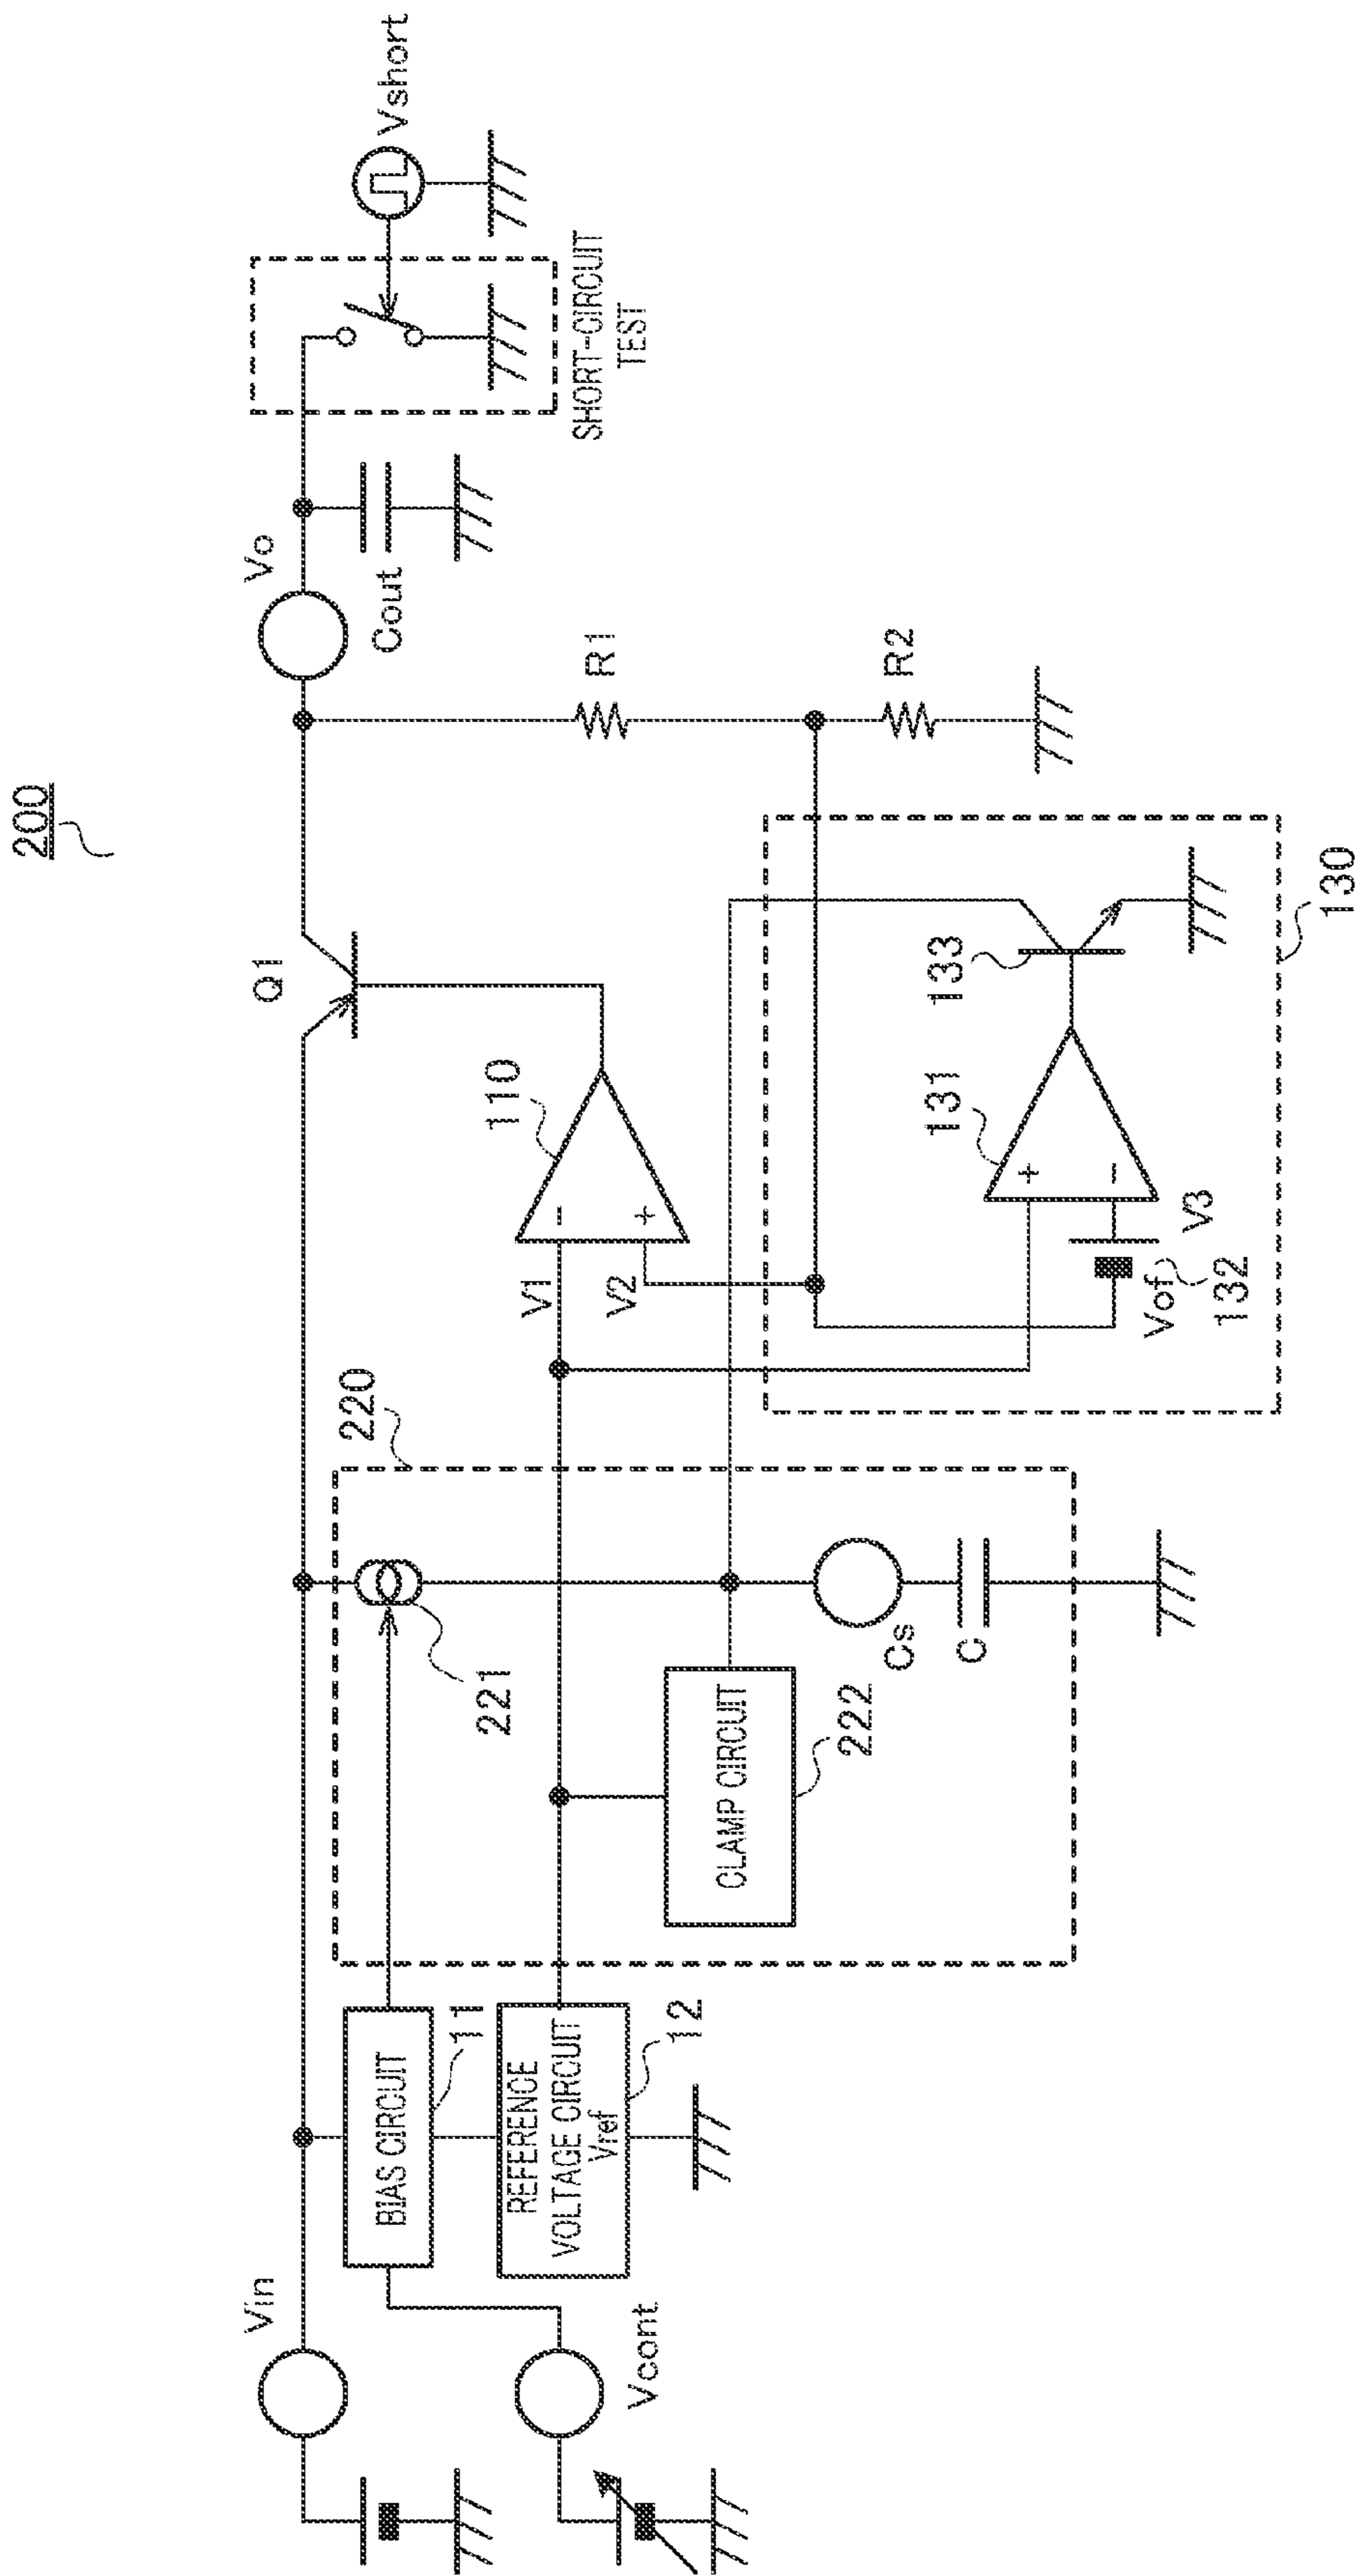 200
Vin
Q1
Vo
Vshort
BIAS CIRCUIT
11
220
221
Cout
SHORT-CIRCUIT
TEST
REFERENCE
VOLTAGE CIRCUIT
Vref
12
V1
V2
-
+
110
R1
Vcont
CLAMP CIRCUIT
222
Cs
C
R2
133
131
+
-
V3
Vof
132
130